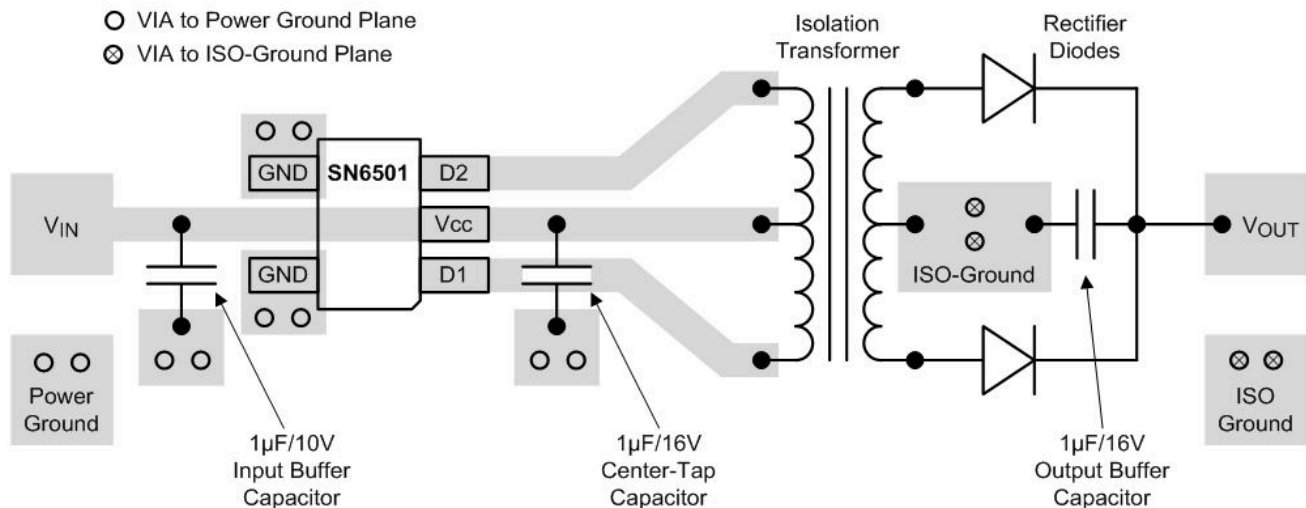 VIA to Power Ground Plane
VIA to ISO-Ground Plane
Isolation
Transformer
Rectifier
Diodes
GND
SN6501
D2
VIN
Vcc
GND
D1
ISO-Ground
VOUT
Power
Ground
ISO
Ground
1µF/10V
Input Buffer
Capacitor
1µF/16V
Center-Tap
Capacitor
1µF/16V
Output Buffer
Capacitor